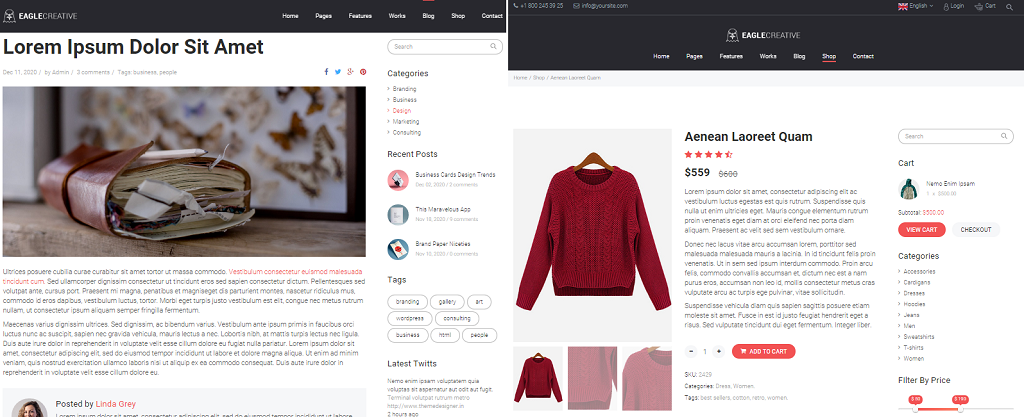 EAGLECREATIVE
Home Pages Features Works Blog Shop Contact
Lorem Ipsum Dolor Sit Amet
Dec 11, 2020 / by Admin / 3 comments / Tags: business, people
Ultrices posuere cubilia curae curabitur sit amet tortor ut massa commodo. Vestibulum consectetur euismod malesuada
tincidunt cum. Sed ullamcorper dignissim consectetur ut tincidunt eros sed sapien consectetur dictum. Pellentesques sed
volutpat ante, cursus port. Praesent mi magna, penatibus et magniaget dis parturient montes, nascetur ridiculus mus,
commodo id eros dapibus, vestibulum luctus, tortor. Morbi eget turpis justo vestibulum est elit, congue nec metus rutrum
nullam, ut consectetur ipsum aliquam semper fringilla fermentum.
Maecenas varius dignissim ultrices. Sed dignissim, ac bibendum varius. Vestibulum ante ipsum primis in faucibus orci
luctus nunc ac suscipit, sapien nec gravida vehicula, mauris lectus a nec. Lobortis nibh, at mattis turpis lectus nec ligula.
Duis aute irure dolor in reprehenderit in voluptate velit esse cillum dolore eu fugiat nulla pariatur. Lorem ipsum dolor sit
amet, consectetur adipiscing elit, sed do eiusmod tempor incididunt ut labore et dolore magna aliqua. Ut enim ad minim
veniam, quis nostrud exercitation ullamco laboris nisi ut aliquip ex ea commodo consequat. Duis aute irure dolor in
reprehenderit in voluptate velit esse cillum dolore eu.
Posted by Linda Grey
Lorem ipsum dolor sit amet, consectetur adipiscing elit, sed do eiusmod tempor incididunt ut labore
Search
Categories
Branding
Business
Design
Marketing
Consulting
Recent Posts
Business Cards Design Trends
Dec 02, 2020 / 2 comments
This Maravelous App
Nov 18, 2020 / 0 comments
Brand Paper Niceties
Nov 10, 2020 / 0 comments
Tags
branding gallery art
wordpress consulting
business html people
Latest Twitts
Nemo enim ipsam voluptatem quia
voluptas sit aspernatur aut odit aut fugit.
Terminal volutpat rutrum metro
http://www.themedesigner.in
2 hours ago
+1 800 245 39 25 info@yoursite.com
English Login Cart
EAGLECREATIVE
Home Pages Features Works Blog Shop Contact
Home / Shop / Aenean Laoreet Quam
Aenean Laoreet Quam
$559 $600
Lorem ipsum dolor sit amet, consectetur adipiscing elit ac
vestibulum luctus egestas est quis rutrum. Suspendisse quis
nulla ut enim ultricies eget. Mauris congue elementum rutrum
proin venenatis eget diam at orci eleifend nec porta diam
aliquam. Praesent ac velit sed sem vestibulum ornare.
Donec nec lacus vitae arcu accumsan lorem, porttitor sed
malesuada malesuada mauris a lacinia. In id tincidunt felis proin
venenatis. Ut in sem sed ipsum interdum commodo. Proin arcu
felis, commodo convallis accumsan et, dictum nec est a nam
purus eros, accumsan non leo id, mollis consectetur metus cras
vulputate arcu ac turpis ege pulvinar, vitae sollicitudin.
Suspendisse vehicula diam quis sapien sagittis posuere etiam
molesie sit amet. Fusce in est id justo feugiat hendrerit eget a
risus. Sed vulputate tincidunt dui eget fermentum. Integer liber.
- 1 + ADD TO CART
SKU: 2429
Categories: Dress, Women.
Tags: best sellers, cotton, retro, women.
Search
Cart
Nemo Enim Ipsam
1 x $500.00
Subtotal: $500.00
VIEW CART CHECKOUT
Categories
Accessories
Cardigans
Dresses
Hoodies
Jeans
Men
Sweatshirts
T-shirts
Women
Filter By Price